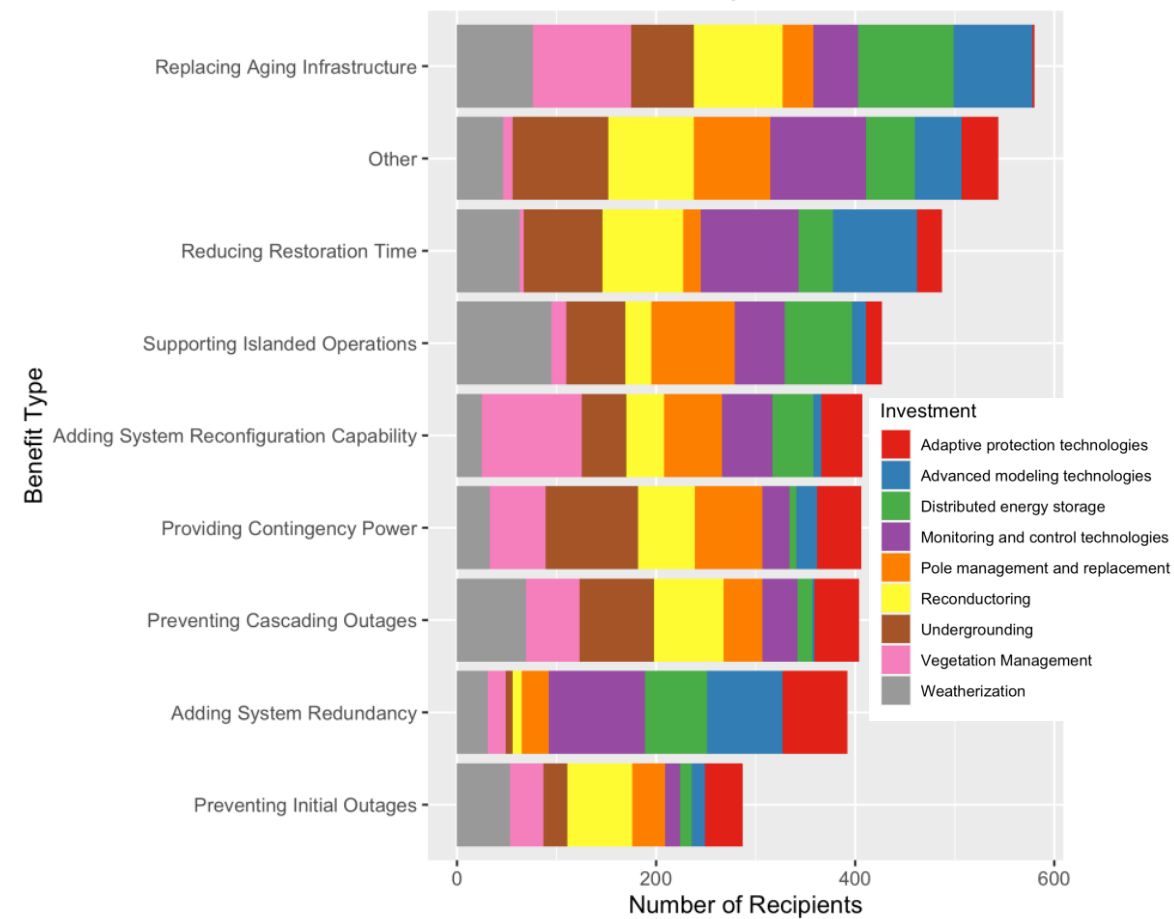 Replacing Aging Infrastructure
Other
Reducing Restoration Time
Supporting Islanded Operations
Adding System Reconfiguration Capability
Providing Contingency Power
Preventing Cascading Outages
Adding System Redundancy
Preventing Initial Outages
Benefit Type
0 200 400 600
Number of Recipients
Investment
Adaptive protection technologies
Advanced modeling technologies
Distributed energy storage
Monitoring and control technologies
Pole management and replacement
Reconductoring
Undergrounding
Vegetation Management
Weatherization